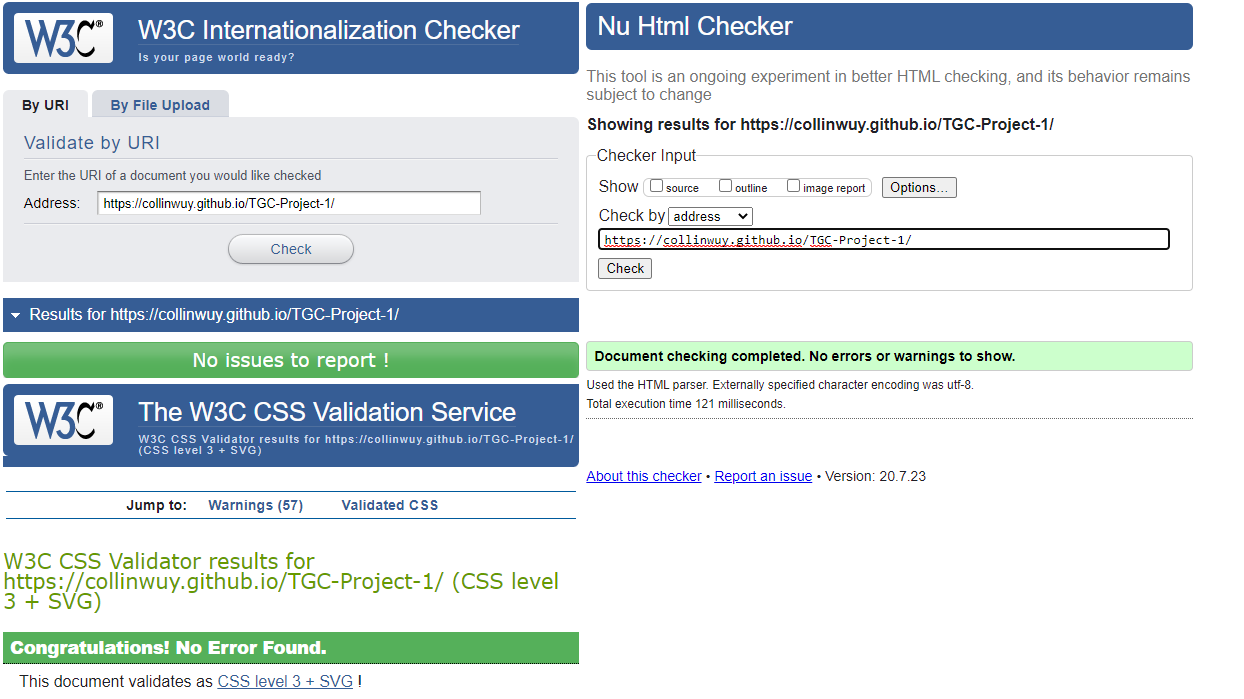 W3C® W3C Internationalization Checker
Is your page world ready?
By URI By File Upload
Validate by URI
Enter the URI of a document you would like checked
Address: https://collinwuy.github.io/TGC-Project-1/
Check
Results for https://collinwuy.github.io/TGC-Project-1/
No issues to report !
W3C® The W3C CSS Validation Service
W3C CSS Validator results for https://collinwuy.github.io/TGC-Project-1/
(CSS level 3 + SVG)
Jump to: Warnings (57) Validated CSS
W3C CSS Validator results for
https://collinwuy.github.io/TGC-Project-1/ (CSS level
3 + SVG)
Congratulations! No Error Found.
This document validates as CSS level 3 + SVG !
Nu Html Checker
This tool is an ongoing experiment in better HTML checking, and its behavior remains
subject to change
Showing results for https://collinwuy.github.io/TGC-Project-1/
Checker Input
Show source outline image report Options...
Check by address
https://collinwuy.github.io/TGC-Project-1/
Check
Document checking completed. No errors or warnings to show.
Used the HTML parser. Externally specified character encoding was utf-8.
Total execution time 121 milliseconds.
About this checker • Report an issue • Version: 20.7.23